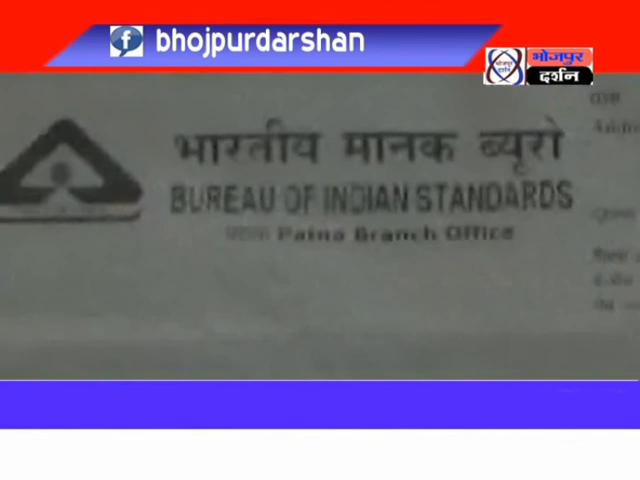 bhojpurdarshan
भोजपुर
दर्शन
भारतीय मानक ब्यूरो
BUREAU OF INDIAN STANDARDS
Patna Branch Office